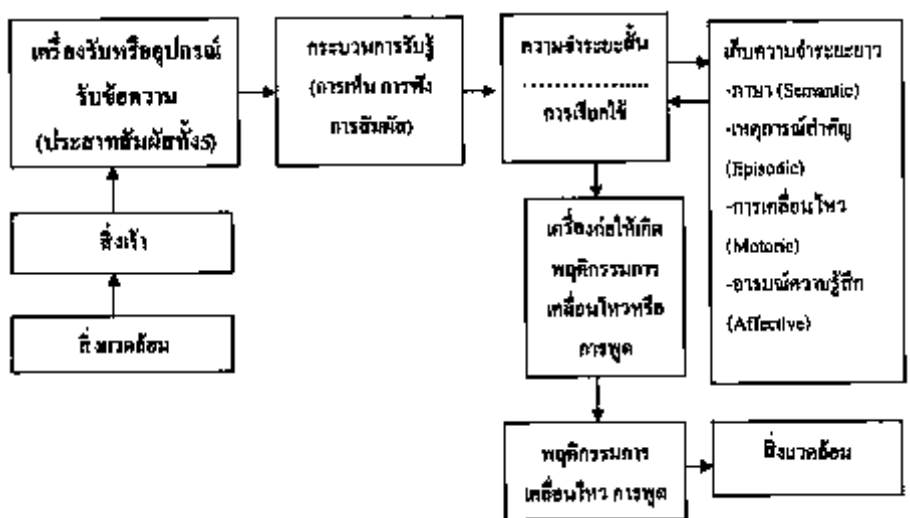 เครื่องรับหรืออุปกรณ์
รับข้อความ
(ประสาทสัมผัสทั้ง5)
กระบวนการรับรู้
(การเห็น การฟัง
การสัมผัส)
ความจำระยะสั้น
....................
การเรียกใช้
เก็บความจำระยะยาว
-ภาษา (Semantic)
-เหตุการณ์สำคัญ
(Episodic)
-การเคลื่อนไหว
(Motoric)
-อารมณ์ความรู้สึก
(Affective)
สิ่งเร้า
สิ่งแวดล้อม
เครื่องก่อให้เกิด
พฤติกรรมการ
เคลื่อนไหวหรือ
การพูด
พฤติกรรมการ
เคลื่อนไหว การพูด
สิ่งแวดล้อม